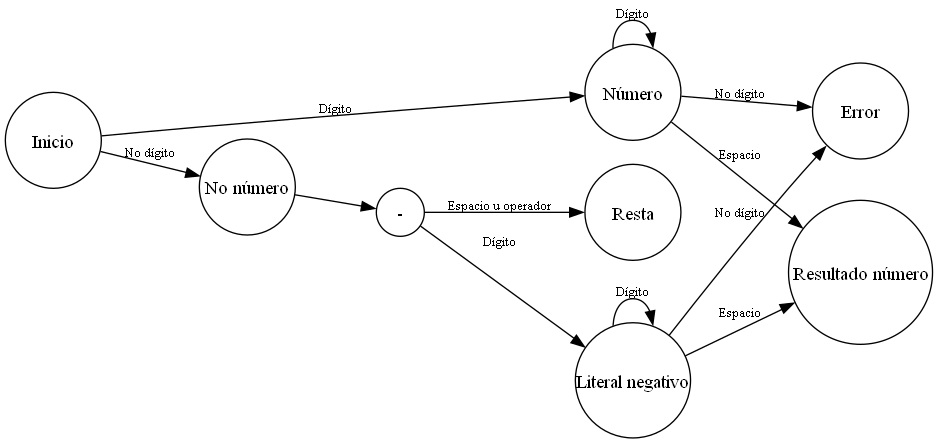 Dígito
Número
No dígito
Error
Dígito
Inicio
No dígito
Espacio
No número
Espacio u operador
-
Resta
No dígito
Dígito
Resultado número
Dígito
Espacio
Literal negativo